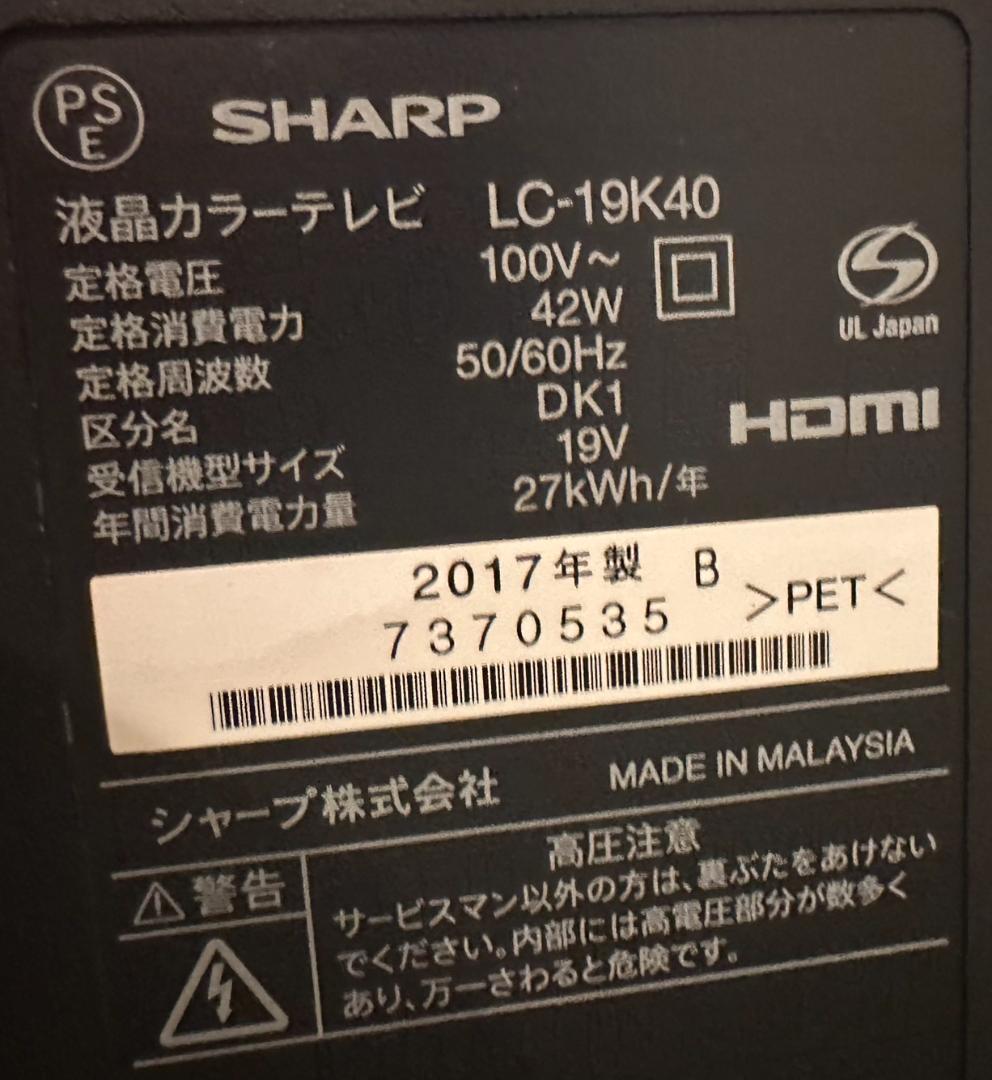 PS
E
SHARP
液晶カラーテレビ LC-19K40
定格電圧 100V～
定格消費電力 42W
定格周波数 50/60Hz
区分名 DK1
受信機型サイズ 19V
年間消費電力量 27kWh/年
UL Japan
HDMI
2017年製 B
7370535 >PET<
シャープ株式会社 MADE IN MALAYSIA
警告
高圧注意
サービスマン以外の方は、裏ぶたをあけない
でください。内部には高電圧部分が数多く
あり、万一さわると危険です。